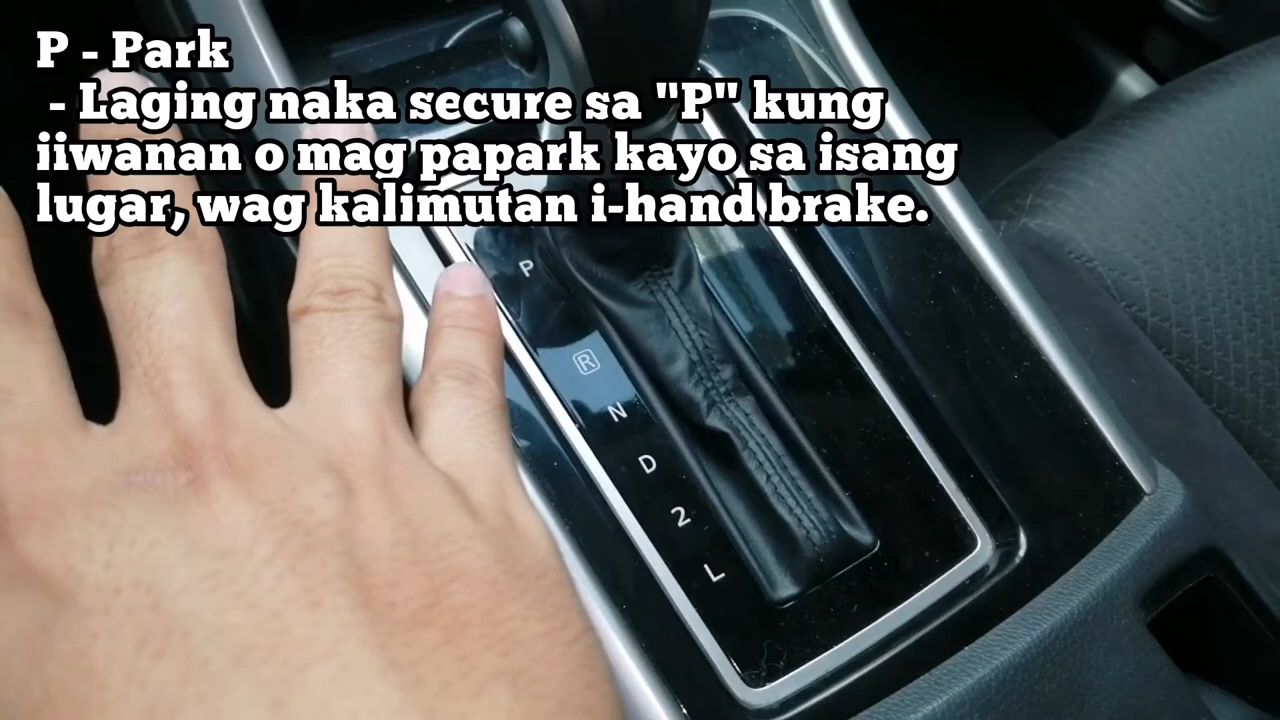 P - Park
- Laging naka secure sa "P" kung
iiwanan o mag papark kayo sa isang
lugar, wag kalimutan i-hand brake.
P
R
N
D
2
L